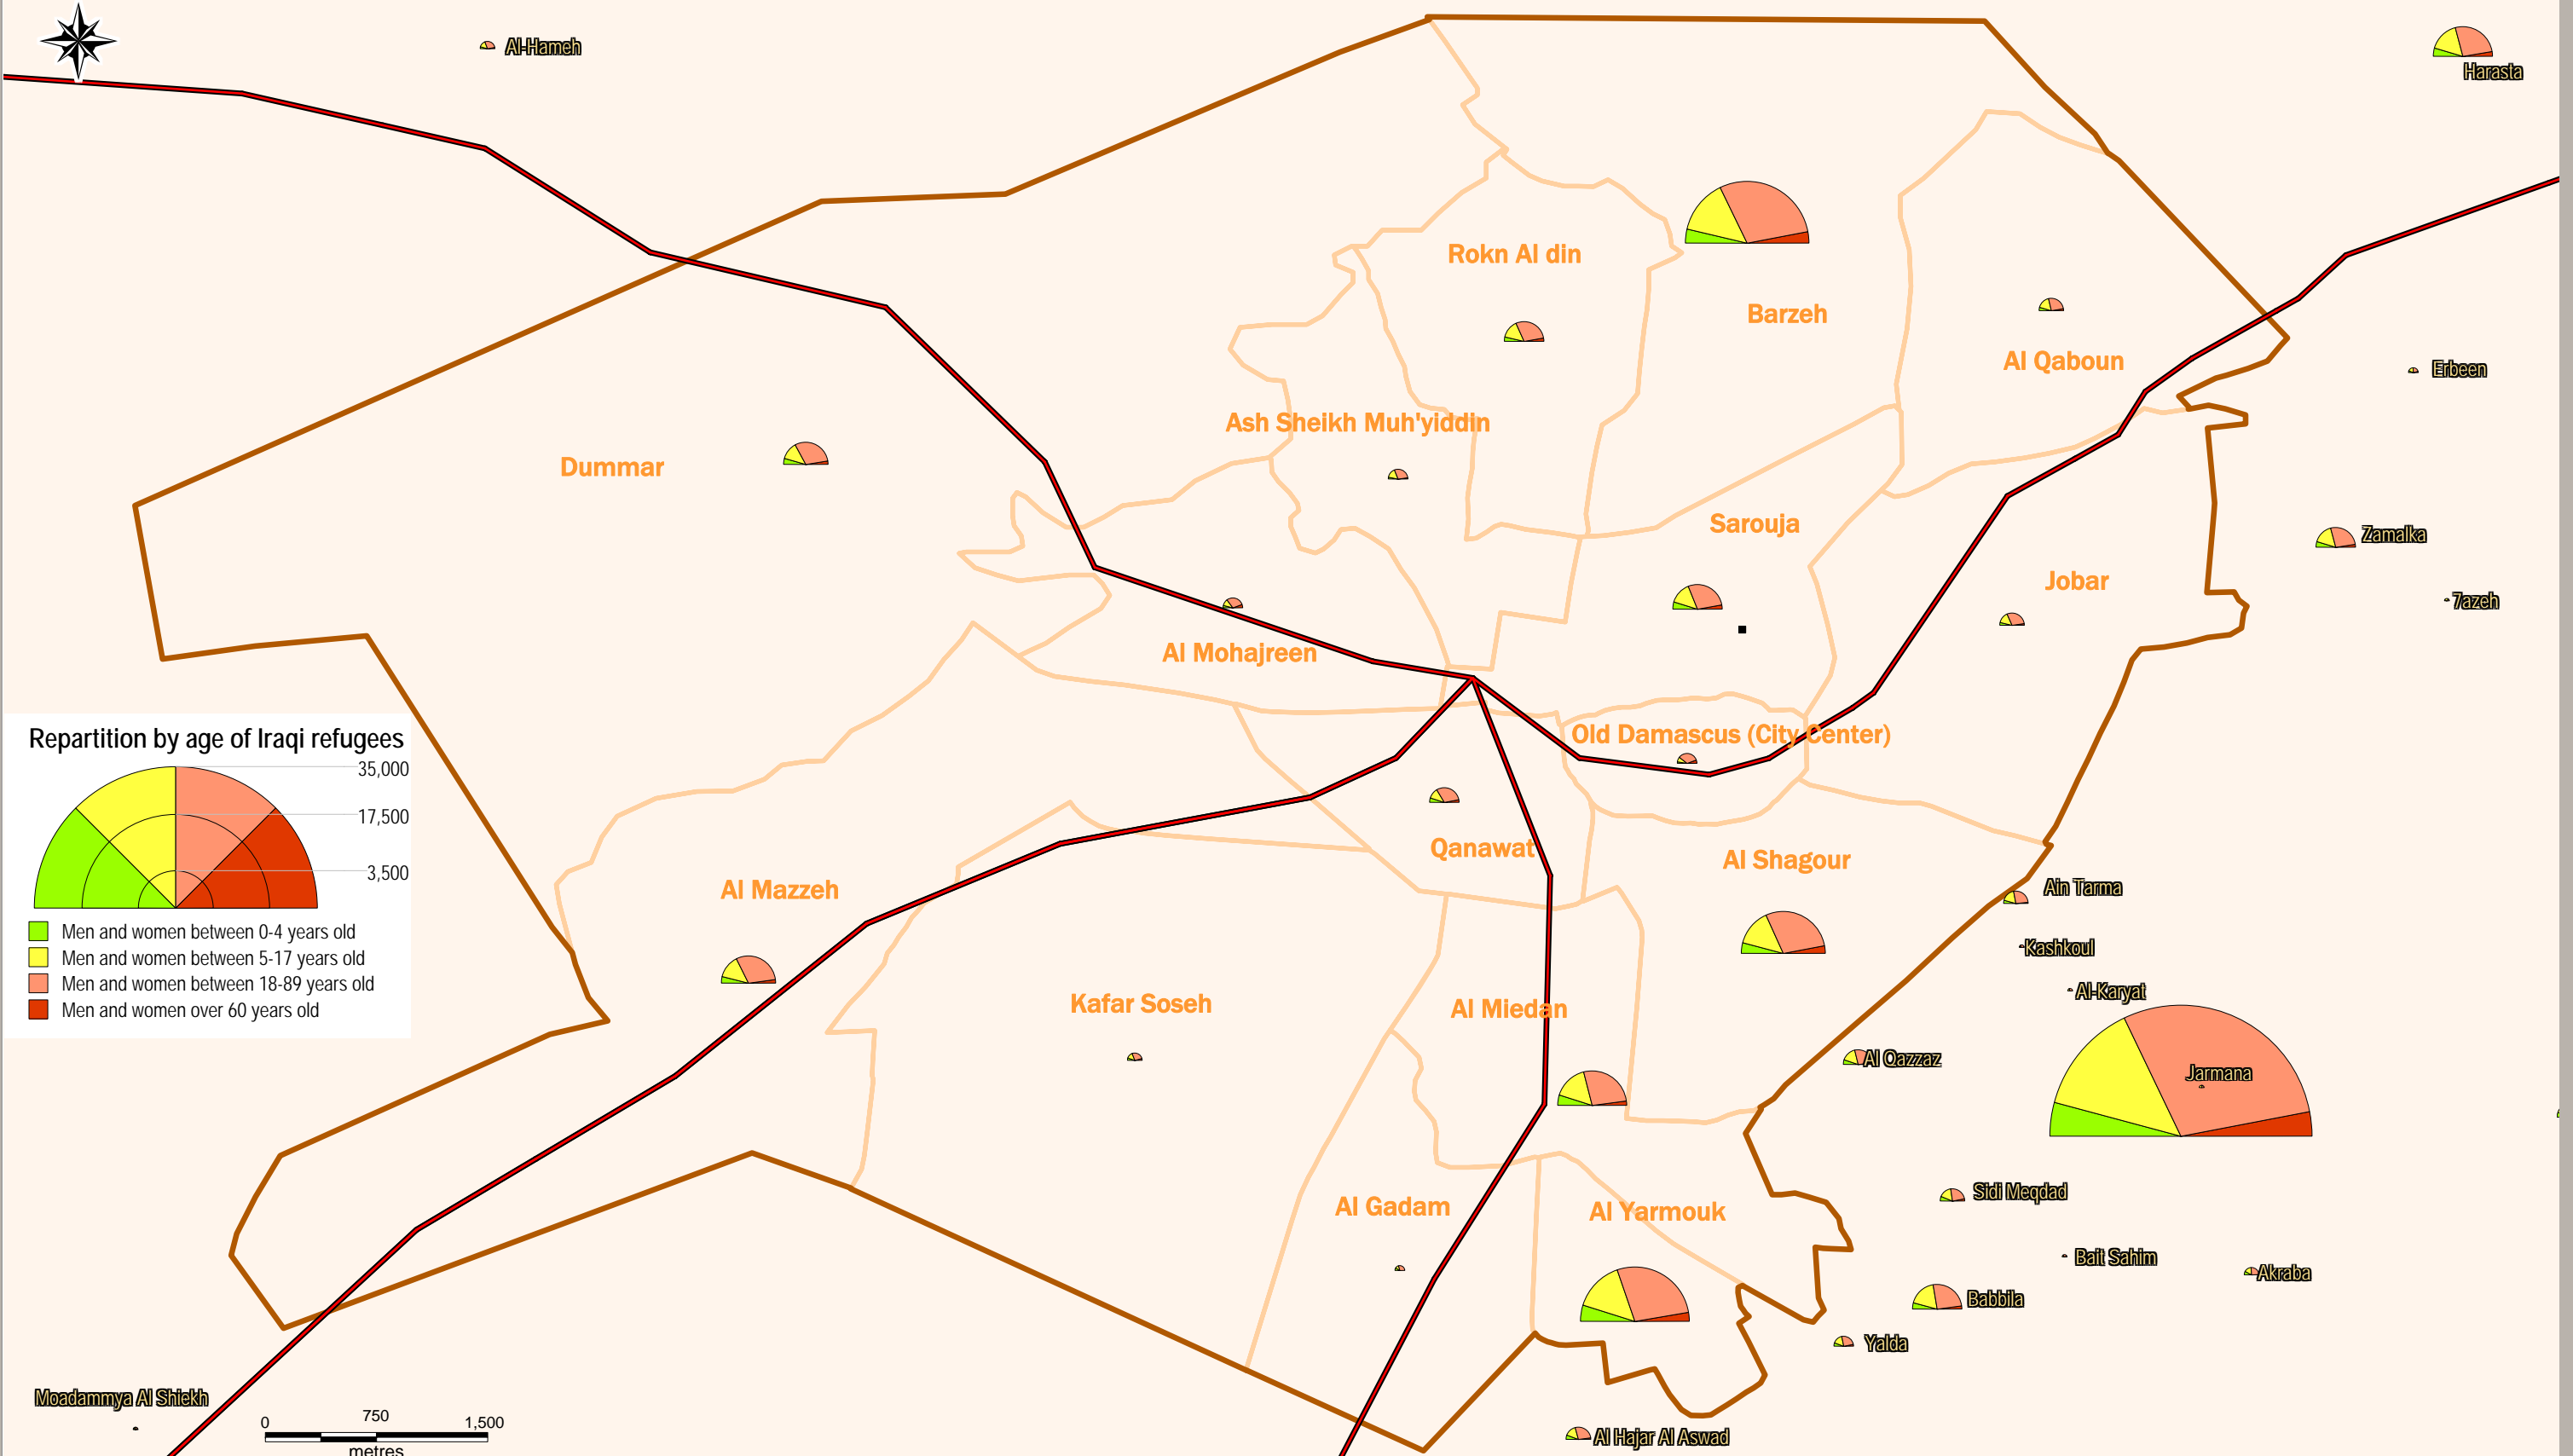 Al-Hameh
Harasta
Rokn Al din
Barzeh
Al Qaboun
Erbeen
Ash Sheikh Muh'yiddin
Dummar
Sarouja
Zamalka
Jobar
7azeh
Al Mohajreen
Old Damascus (City Center)
Repartition by age of Iraqi refugees
35,000
17,500
3,500
Men and women between 0-4 years old
Men and women between 5-17 years old
Men and women between 18-89 years old
Men and women over 60 years old
Qanawat
Al Shagour
Al Mazzeh
Ain Tarma
Kashkoul
Kafar Soseh
Al Miedan
Al-Karyat
Al Qazzaz
Jarmana
Al Gadam
Al Yarmouk
Sidi Meqdad
Bait Sahim
Akraba
Babbila
Yalda
Moadammya Al Shiekh
0 750 1,500
metres
Al Hajar Al Aswad